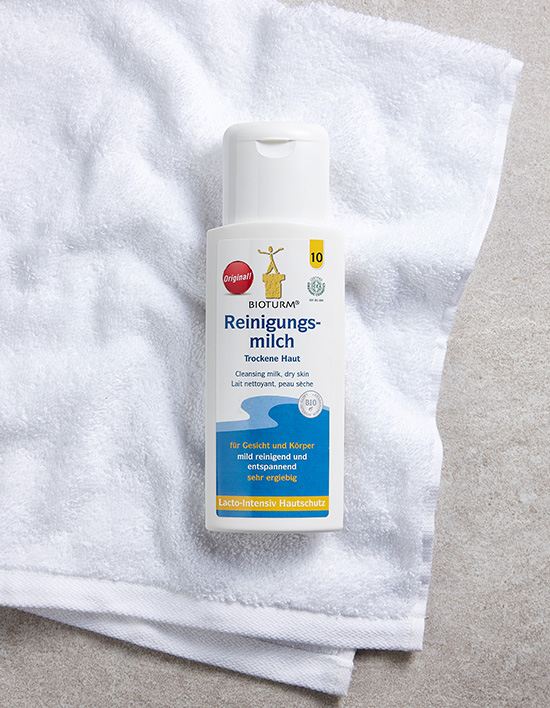 Original!
10
BIOTURM®
Reinigungs-
milch
Trockene Haut
Cleansing milk, dry skin
Lait nettoyant, peau sèche
BIO
für Gesicht und Körper
mild reinigend und
entspannend
sehr ergiebig
Lacto-Intensiv Hautschutz